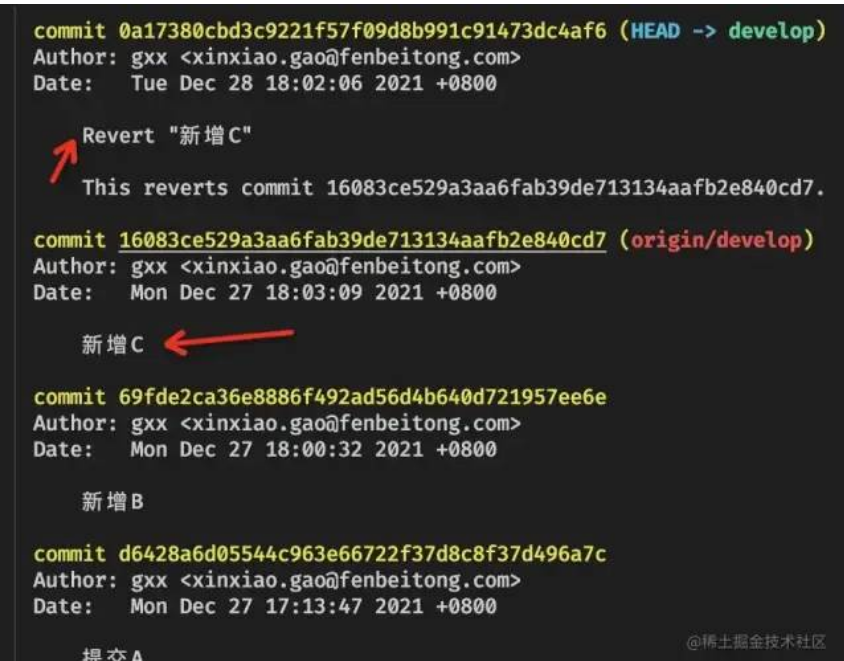 commit 0a17380cbd3c9221f57f09d8b991c91473dc4af6 (HEAD -> develop)
Author: gxx <xinxiao.gao@fenbeitong.com>
Date:   Tue Dec 28 18:02:06 2021 +0800
Revert "新增C"
This reverts commit 16083ce529a3aa6fab39de713134aafb2e840cd7.
commit 16083ce529a3aa6fab39de713134aafb2e840cd7 (origin/develop)
Author: gxx <xinxiao.gao@fenbeitong.com>
Date:   Mon Dec 27 18:03:09 2021 +0800
新增C
commit 69fde2ca36e8886f492ad56d4b640d721957ee6e
Author: gxx <xinxiao.gao@fenbeitong.com>
Date:   Mon Dec 27 18:00:32 2021 +0800
新增B
commit d6428a6d05544c963e66722f37d8c8f37d496a7c
Author: gxx <xinxiao.gao@fenbeitong.com>
Date:   Mon Dec 27 17:13:47 2021 +0800
提交A
@稀土掘金技术社区